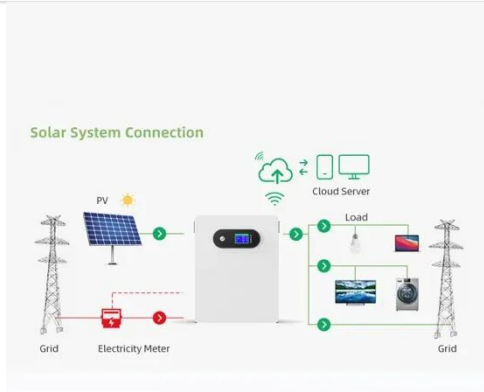 Solar System Connection
Cloud Server
PV
Load
Grid
Electricity Meter
Grid